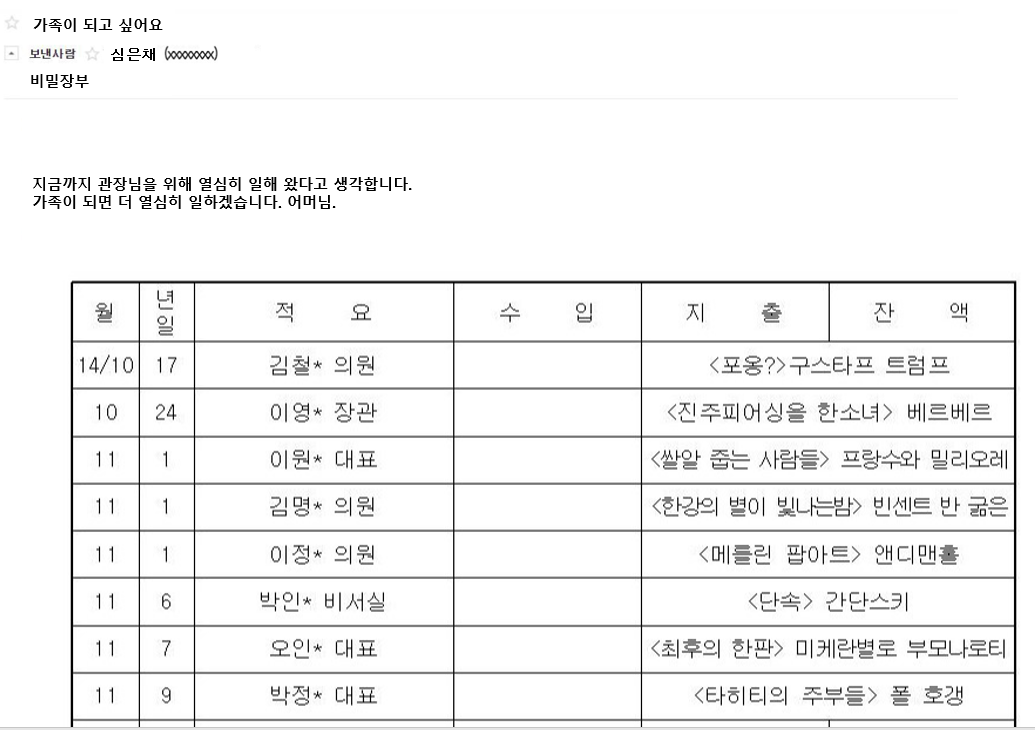 가족이 되고 싶어요
보낸사람 심은채 (xxxxxxxx)
비밀장부
지금까지 관장님을 위해 열심히 일해 왔다고 생각합니다.
가족이 되면 더 열심히 일하겠습니다. 어머님.
월 년일 적 요 수 입 지 출 잔 액
14/10 17 김철* 의원 <포옹?>구스타프 트럼프
10 24 이영* 장관 <진주피어싱을 한소녀> 베르베르
11 1 이원* 대표 <쌀알 줍는 사람들> 프랑수와 밀리오레
11 1 김명* 의원 <한강의 별이 빛나는밤> 빈센트 반 굶은
11 1 이정* 의원 <메를린 팝아트> 앤디맨홀
11 6 박인* 비서실 <단속> 간단스키
11 7 오인* 대표 <최후의 한판> 미케란별로 부모나로티
11 9 박정* 대표 <타히티의 주부들> 폴 호갱